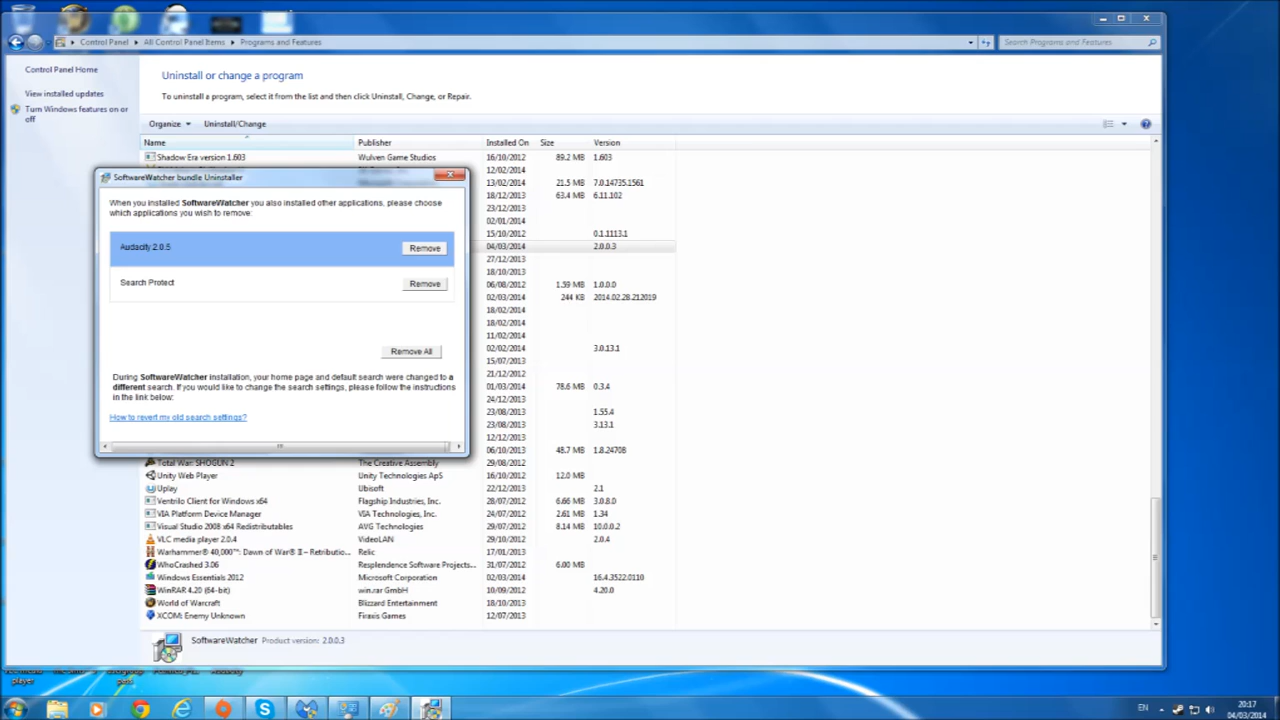 Control Panel ▸ All Control Panel Items ▸ Programs and Features
Search Programs and Features
Control Panel Home
View installed updates
Turn Windows features on or off
Uninstall or change a program
To uninstall a program, select it from the list and then click Uninstall, Change, or Repair.
Organize Uninstall/Change
Name Publisher Installed On Size Version
Shadow Era version 1.603 Wulven Game Studios 16/10/2012 89.2 MB 1.603
12/02/2014
13/02/2014 21.5 MB 7.0.14735.1561
18/12/2013 63.4 MB 6.11.102
23/12/2013
02/01/2014
15/10/2012 0.1.1113.1
04/03/2014 2.0.0.3
27/12/2013
18/10/2013
06/08/2012 1.59 MB 1.0.0.0
02/03/2014 244 KB 2014.02.28.212019
18/02/2014
18/02/2014
11/02/2014
02/02/2014 3.0.13.1
15/07/2013
21/12/2013
01/03/2014 78.6 MB 0.3.4
24/12/2013
23/08/2013 1.55.4
23/08/2013 3.13.1
12/12/2013
06/10/2013 48.7 MB 1.8.24708
SoftwareWatcher bundle Uninstaller
When you installed SoftwareWatcher you also installed other applications, please choose
which applications you wish to remove:
Audacity 2.0.5 Remove
Search Protect Remove
Remove All
During SoftwareWatcher installation, your home page and default search were changed to a
different search. If you would like to change the search settings, please follow the instructions
in the link below:
How to revert my old search settings?
Total War: SHOGUN 2 The Creative Assembly 29/08/2012
Unity Web Player Unity Technologies ApS 16/10/2012 12.0 MB
Uplay Ubisoft 22/12/2013 2.1
Ventrilo Client for Windows x64 Flagship Industries, Inc. 28/07/2012 6.66 MB 3.0.8.0
VIA Platform Device Manager VIA Technologies, Inc. 24/07/2012 2.61 MB 1.34
Visual Studio 2008 x64 Redistributables AVG Technologies 26/07/2012 8.14 MB 10.0.0.2
VLC media player 2.0.4 VideoLAN 29/10/2012 2.0.4
Warhammer® 40,000™: Dawn of War® II – Retributio... Relic 17/01/2013
WhoCrashed 3.06 Resplendence Software Projects... 31/07/2012 6.00 MB
Windows Essentials 2012 Microsoft Corporation 02/03/2014 16.4.3522.0110
WinRAR 4.20 (64-bit) win.rar GmbH 10/09/2012 4.20.0
World of Warcraft Blizzard Entertainment 18/10/2013
XCOM: Enemy Unknown Firaxis Games 12/07/2013
SoftwareWatcher Product version: 2.0.0.3
player
pass
EN
20:17
04/03/2014